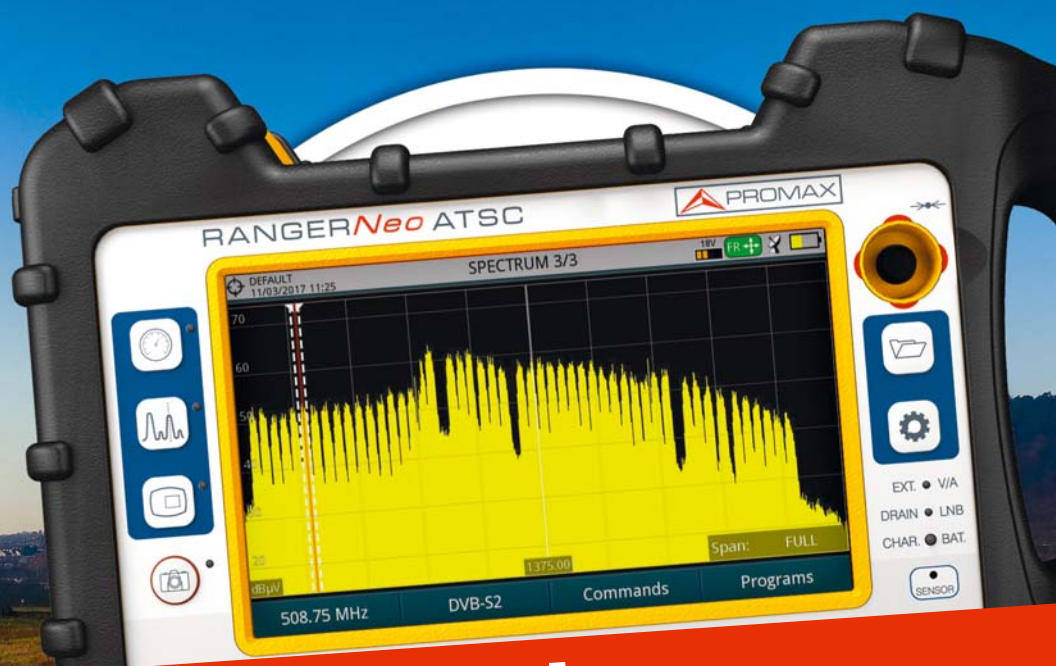 RANGERNeo ATSC
PROMAX
DEFAULT
11/03/2017 11:25
SPECTRUM 3/3
18V
FR
70
60
50
40
20
dBµV
1375.00
Span: FULL
508.75 MHz
DVB-S2
Commands
Programs
EXT. V/A
DRAIN LNB
CHAR. BAT.
SENSOR